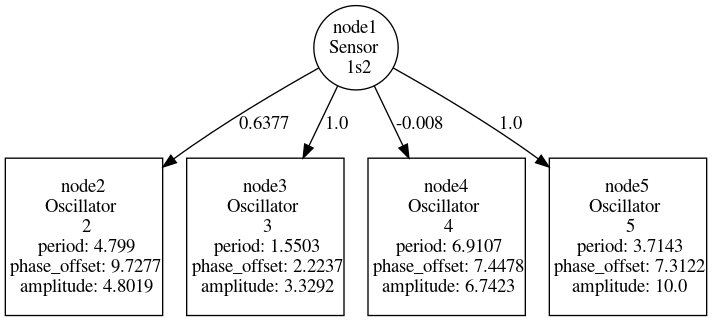 node1
Sensor
1s2
0.6377
1.0
-0.008
1.0
node2
Oscillator
2
period: 4.799
phase_offset: 9.7277
amplitude: 4.8019
node3
Oscillator
3
period: 1.5503
phase_offset: 2.2237
amplitude: 3.3292
node4
Oscillator
4
period: 6.9107
phase_offset: 7.4478
amplitude: 6.7423
node5
Oscillator
5
period: 3.7143
phase_offset: 7.3122
amplitude: 10.0